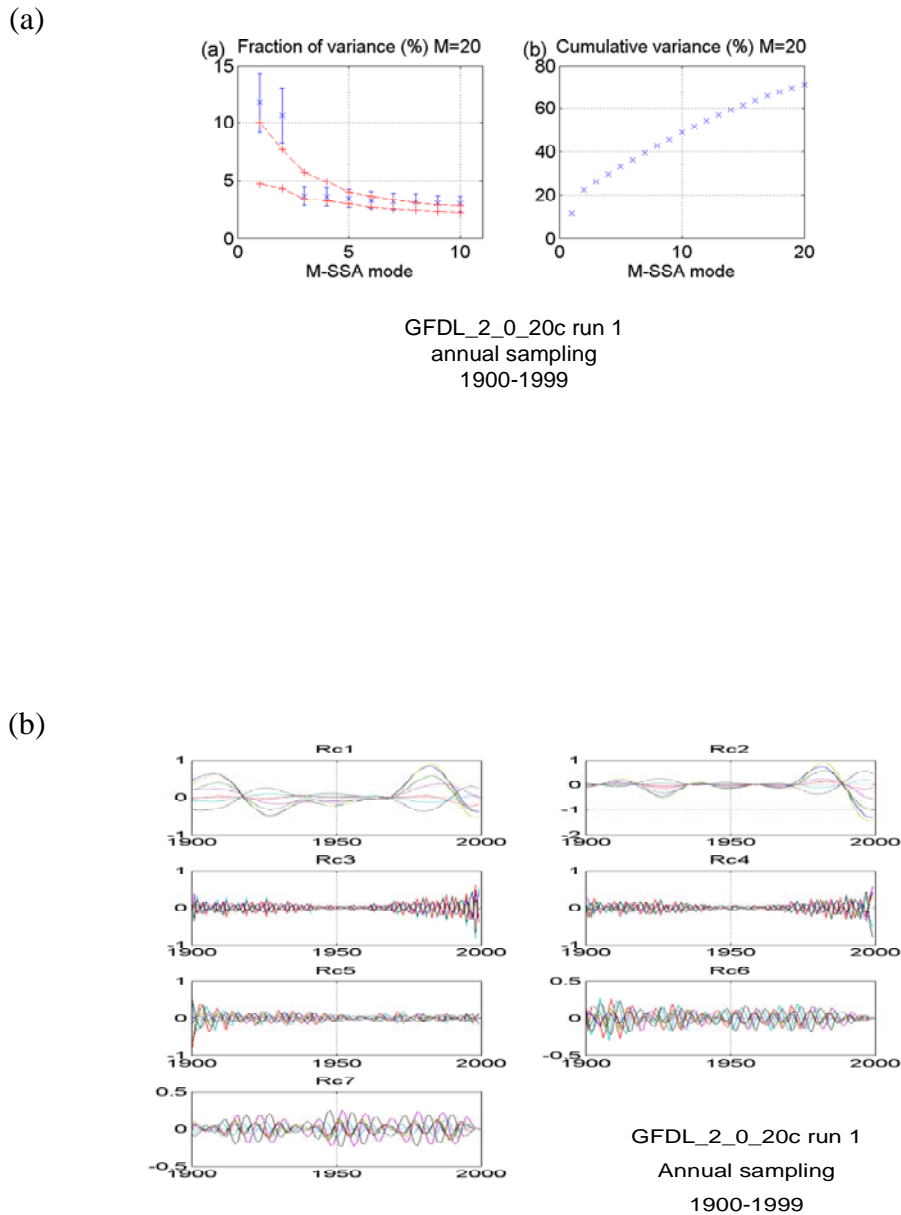 (a)
(a) Fraction of variance (%) M=20
15
10
5
0
0 5 10
M-SSA mode
(b) Cumulative variance (%) M=20
80
60
40
20
0
0 10 20
M-SSA mode
GFDL_2_0_20c run 1
annual sampling
1900-1999
(b)
Rc1
1
0
-1
1900 1950 2000
Rc2
1
0
-1
-2
1900 1950 2000
Rc3
1
0
-1
1900 1950 2000
Rc4
1
0
-1
1900 1950 2000
Rc5
1
0
-1
1900 1950 2000
Rc6
0.5
0
-0.5
1900 1950 2000
Rc7
0.5
0
-0.5
1900 1950 2000
GFDL_2_0_20c run 1
Annual sampling
1900-1999